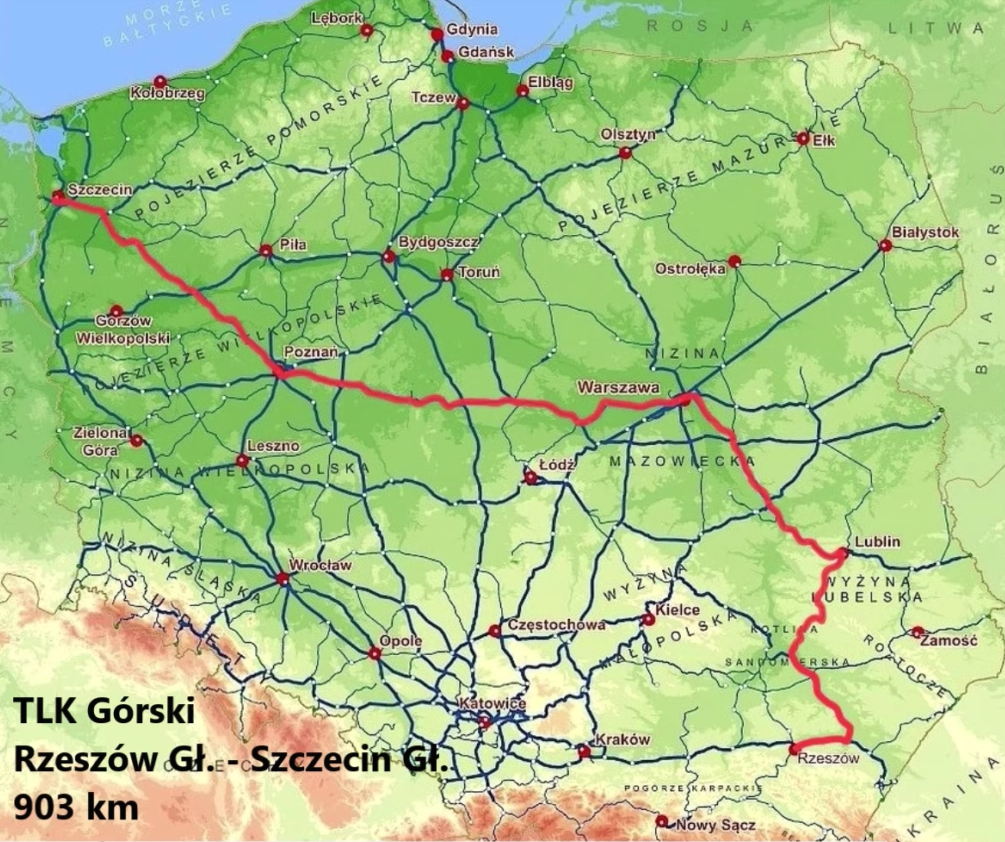 MORZE
BAŁTYCKIE
ROSJA
LITWA
Lębork
Gdynia
Gdańsk
Kołobrzeg
Tczew
Elbląg
Olsztyn
Ełk
POJEZIERZE POMORSKIE
POJEZIERZE MAZURSKIE
Szczecin
Piła
Bydgoszcz
Toruń
Ostrołęka
Białystok
BIAŁORUŚ
NIEMCY
Gorzów
Wielkopolski
OJEZIERZE WIELKOPOLSKIE
Poznań
NIZINA
Warszawa
MAZOWIECKA
Zielona
Góra
Leszno
NIZINA WIELKOPOLSKA
Łódź
Lublin
WYŻYNA
LUBELSKA
NIZINA ŚLĄSKA
Wrocław
WYŻYNA
MAŁOPOLSKA
Kielce
Częstochowa
KOTLINA
SANDOMIERSKA
Zamość
ROZTOCZE
SUDET
Opole
Katowice
Kraków
Rzeszów
POGÓRZE KARPACKIE
Nowy Sącz
KRAINA
TLK Górski
Rzeszów Gł. - Szczecin Gł.
903 km